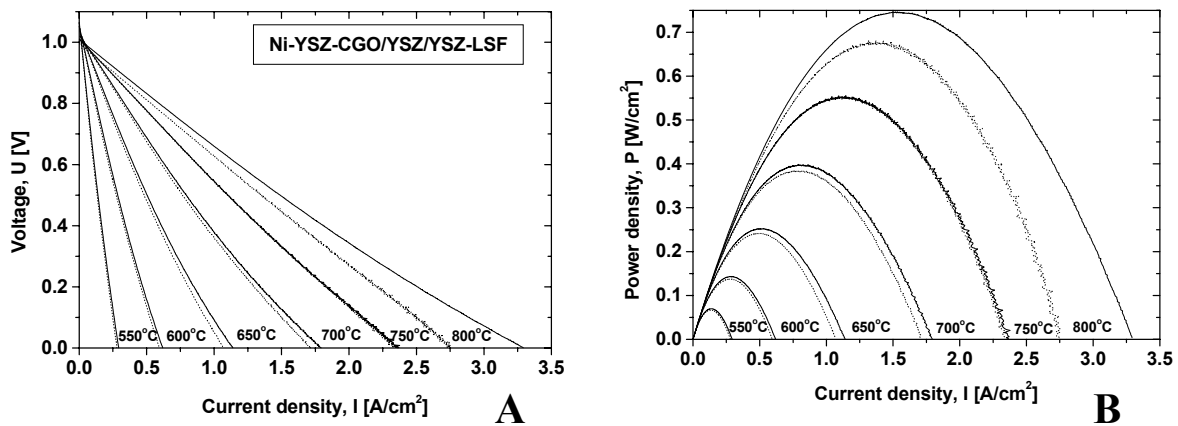 Ni-YSZ-CGO/YSZ/YSZ-LSF
Voltage, U [V]
1.0
0.8
0.6
0.4
0.2
0.0
550°C 600°C 650°C 700°C 750°C 800°C
0.0 0.5 1.0 1.5 2.0 2.5 3.0 3.5
Current density, I [A/cm²]
A
Power density, P [W/cm²]
0.7
0.6
0.5
0.4
0.3
0.2
0.1
0.0
550°C 600°C 650°C 700°C 750°C 800°C
0.0 0.5 1.0 1.5 2.0 2.5 3.0 3.5
Current density, I [A/cm²]
B